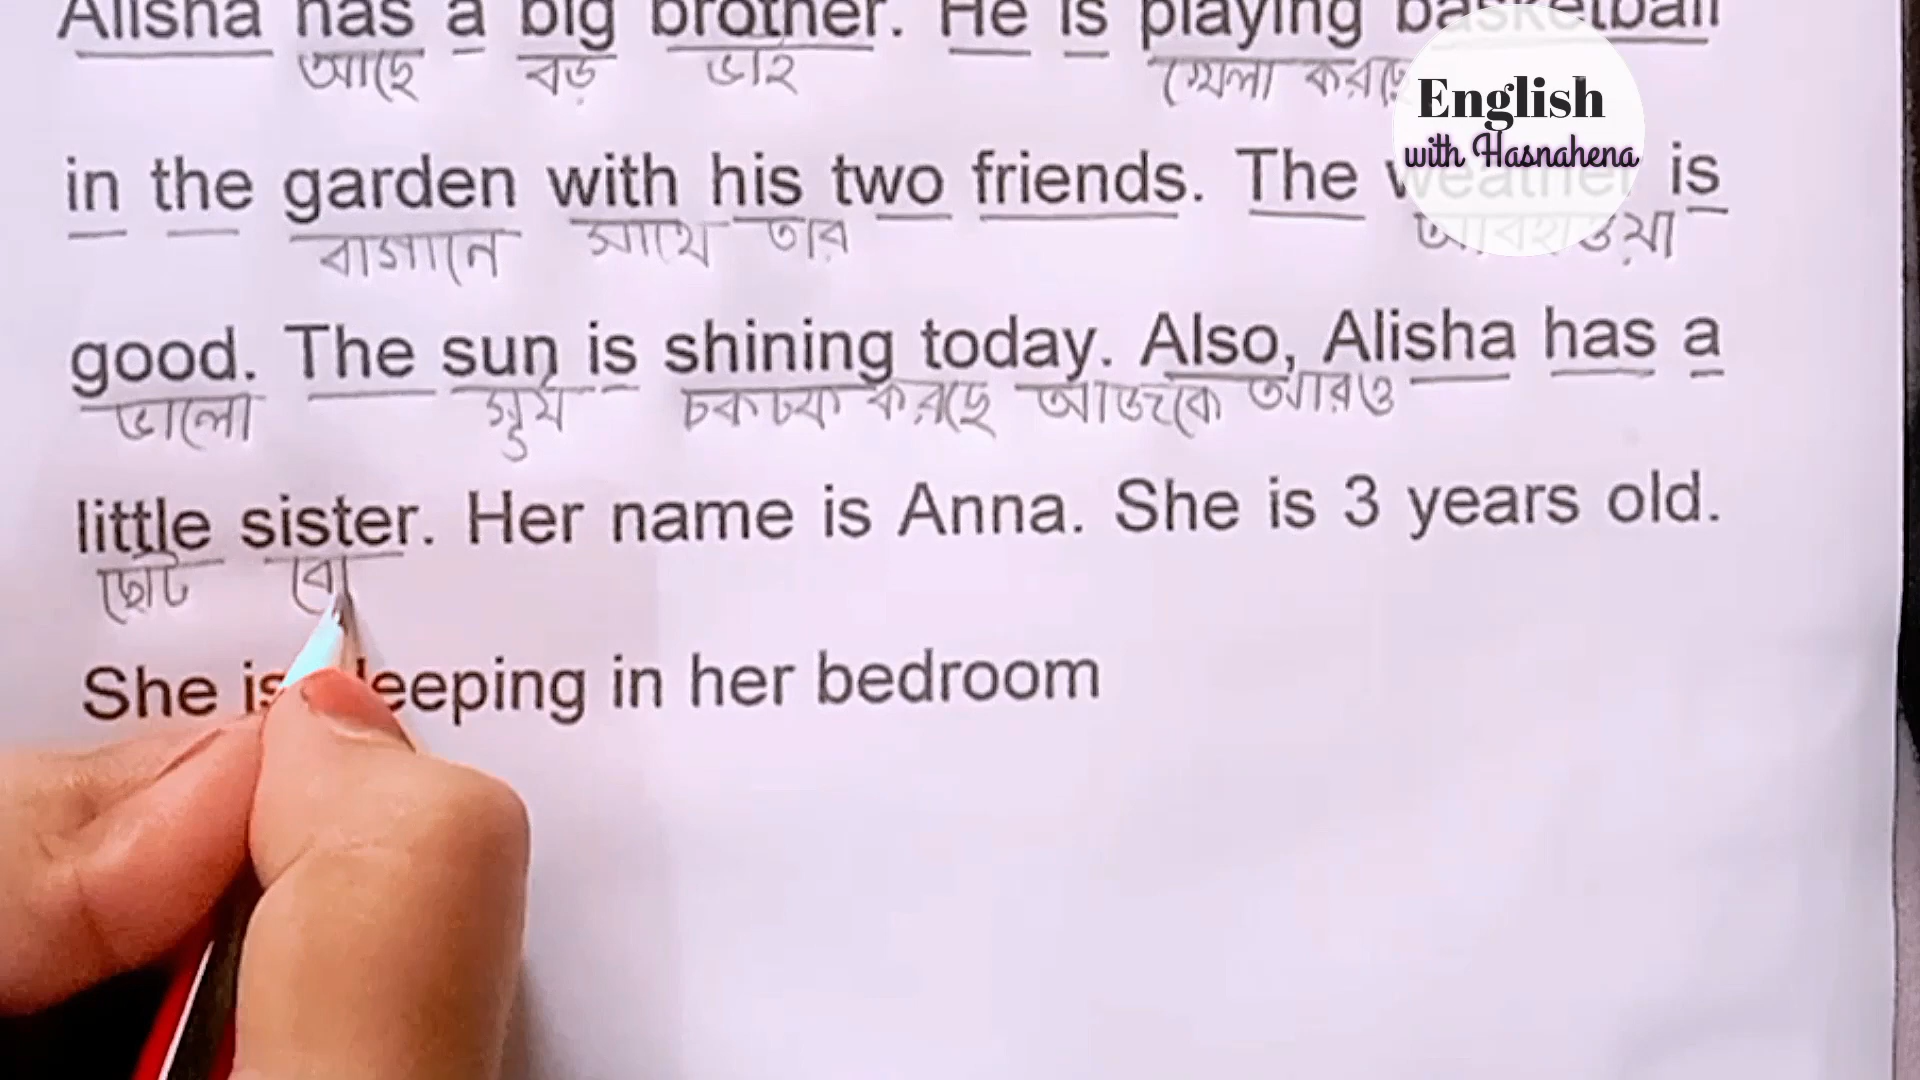 Alisha has a big brother. He is playing basketball
আছে বড় ভাই খেলা করছে
English
with Hasnahena
in the garden with his two friends. The weather is
বাগানে সাথে তার আবহাওয়া
good. The sun is shining today. Also, Alisha has a
ভালো সূর্য চকচক করছে আজকে আরও
little sister. Her name is Anna. She is 3 years old.
ছোট বো
She is sleeping in her bedroom